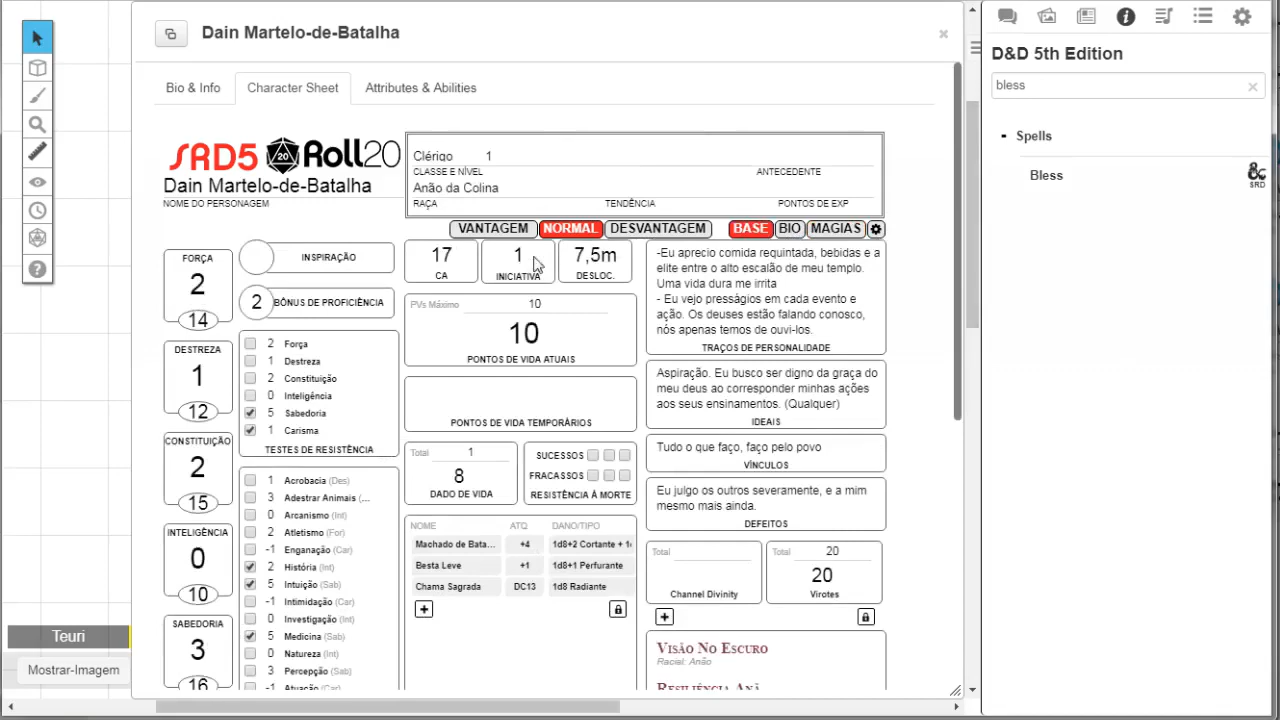 Dain Martelo-de-Batalha
Bio & Info
Character Sheet
Attributes & Abilities
SRD5 20 Roll20
Dain Martelo-de-Batalha
NOME DO PERSONAGEM
Clérigo 1
CLASSE E NÍVEL ANTECEDENTE
Anão da Colina
RAÇA TENDÊNCIA PONTOS DE EXP
VANTAGEM NORMAL DESVANTAGEM BASE BIO MAGIAS
FORÇA
2
14
DESTREZA
1
12
CONSTITUIÇÃO
2
15
INTELIGÊNCIA
0
10
SABEDORIA
3
16
INSPIRAÇÃO
2 BÔNUS DE PROFICIÊNCIA
2 Força
1 Destreza
2 Constituição
0 Inteligência
5 Sabedoria
1 Carisma
TESTES DE RESISTÊNCIA
1 Acrobacia (Des)
3 Adestrar Animais (...
0 Arcanismo (Int)
2 Atletismo (For)
-1 Enganação (Car)
2 História (Int)
5 Intuição (Sab)
-1 Intimidação (Car)
0 Investigação (Int)
5 Medicina (Sab)
0 Natureza (Int)
3 Percepção (Sab)
-1 Atuação (Car)
17
CA
1
INICIATIVA
7,5m
DESLOC.
PVs Máximo 10
10
PONTOS DE VIDA ATUAIS
PONTOS DE VIDA TEMPORÁRIOS
Total 1
8
DADO DE VIDA
SUCESSOS
FRACASSOS
RESISTÊNCIA À MORTE
NOME ATQ DANO/TIPO
Machado de Bata... +4 1d8+2 Cortante + 1
Besta Leve +1 1d8+1 Perfurante
Chama Sagrada DC13 1d8 Radiante
-Eu aprecio comida requintada, bebidas e a
elite entre o alto escalão de meu templo.
Uma vida dura me irrita
- Eu vejo presságios em cada evento e
ação. Os deuses estão falando conosco,
nós apenas temos de ouvi-los.
TRAÇOS DE PERSONALIDADE
Aspiração. Eu busco ser digno da graça do
meu deus ao corresponder minhas ações
aos seus ensinamentos. (Qualquer)
IDEAIS
Tudo o que faço, faço pelo povo
VÍNCULOS
Eu julgo os outros severamente, e a mim
mesmo mais ainda.
DEFEITOS
Total
Channel Divinity
Total 20
20
Virotes
Visão No Escuro
Racial: Anão
Resiliência Anã
Teuri
Mostrar-Imagem
D&D 5th Edition
bless
Spells
Bless
SRD